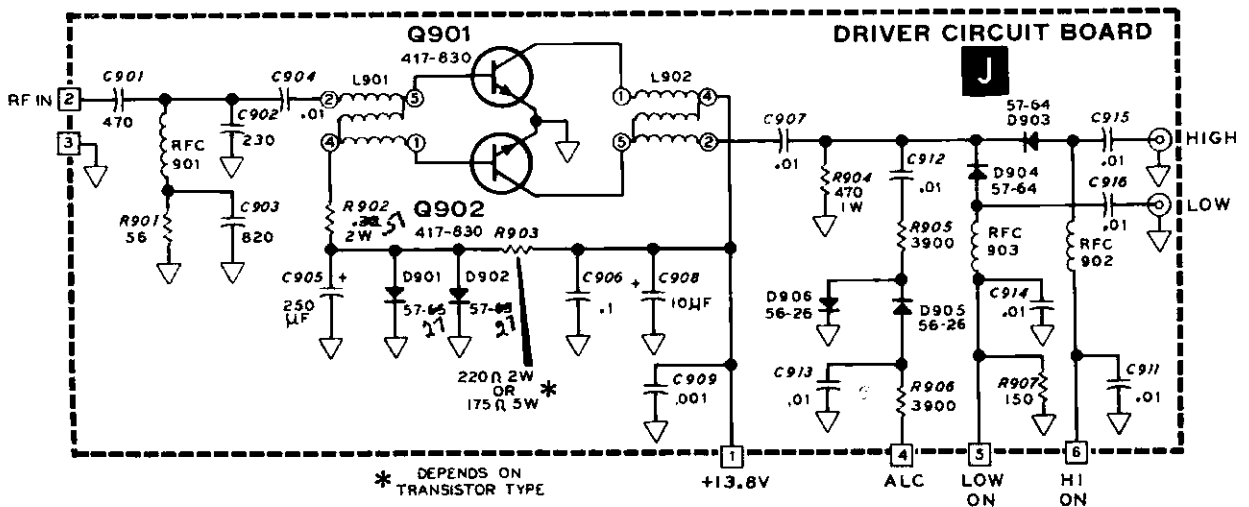 DRIVER CIRCUIT BOARD
J
Q901
417-830
C901
470
C904
.01
L901
2
5
4
1
L902
1
4
5
2
RF IN
2
3
RFC
901
C902
230
R901
56
C903
820
R902
57
2W
Q902
417-830
R903
C905
+
250
µF
D901
57-65
27
D902
57-65
27
C906
.1
+
C908
10µF
220Ω 2W
OR
175Ω 5W
*
C909
.001
C907
.01
R904
470
1W
C912
.01
R905
3900
57-64
D903
D904
57-64
C915
.01
HIGH
C916
.01
LOW
RFC
903
RFC
902
D906
56-26
D905
56-26
C914
.01
C913
.01
R906
3900
R907
150
C911
.01
1
+13.8V
4
ALC
5
LOW
ON
6
HI
ON
* DEPENDS ON
TRANSISTOR TYPE